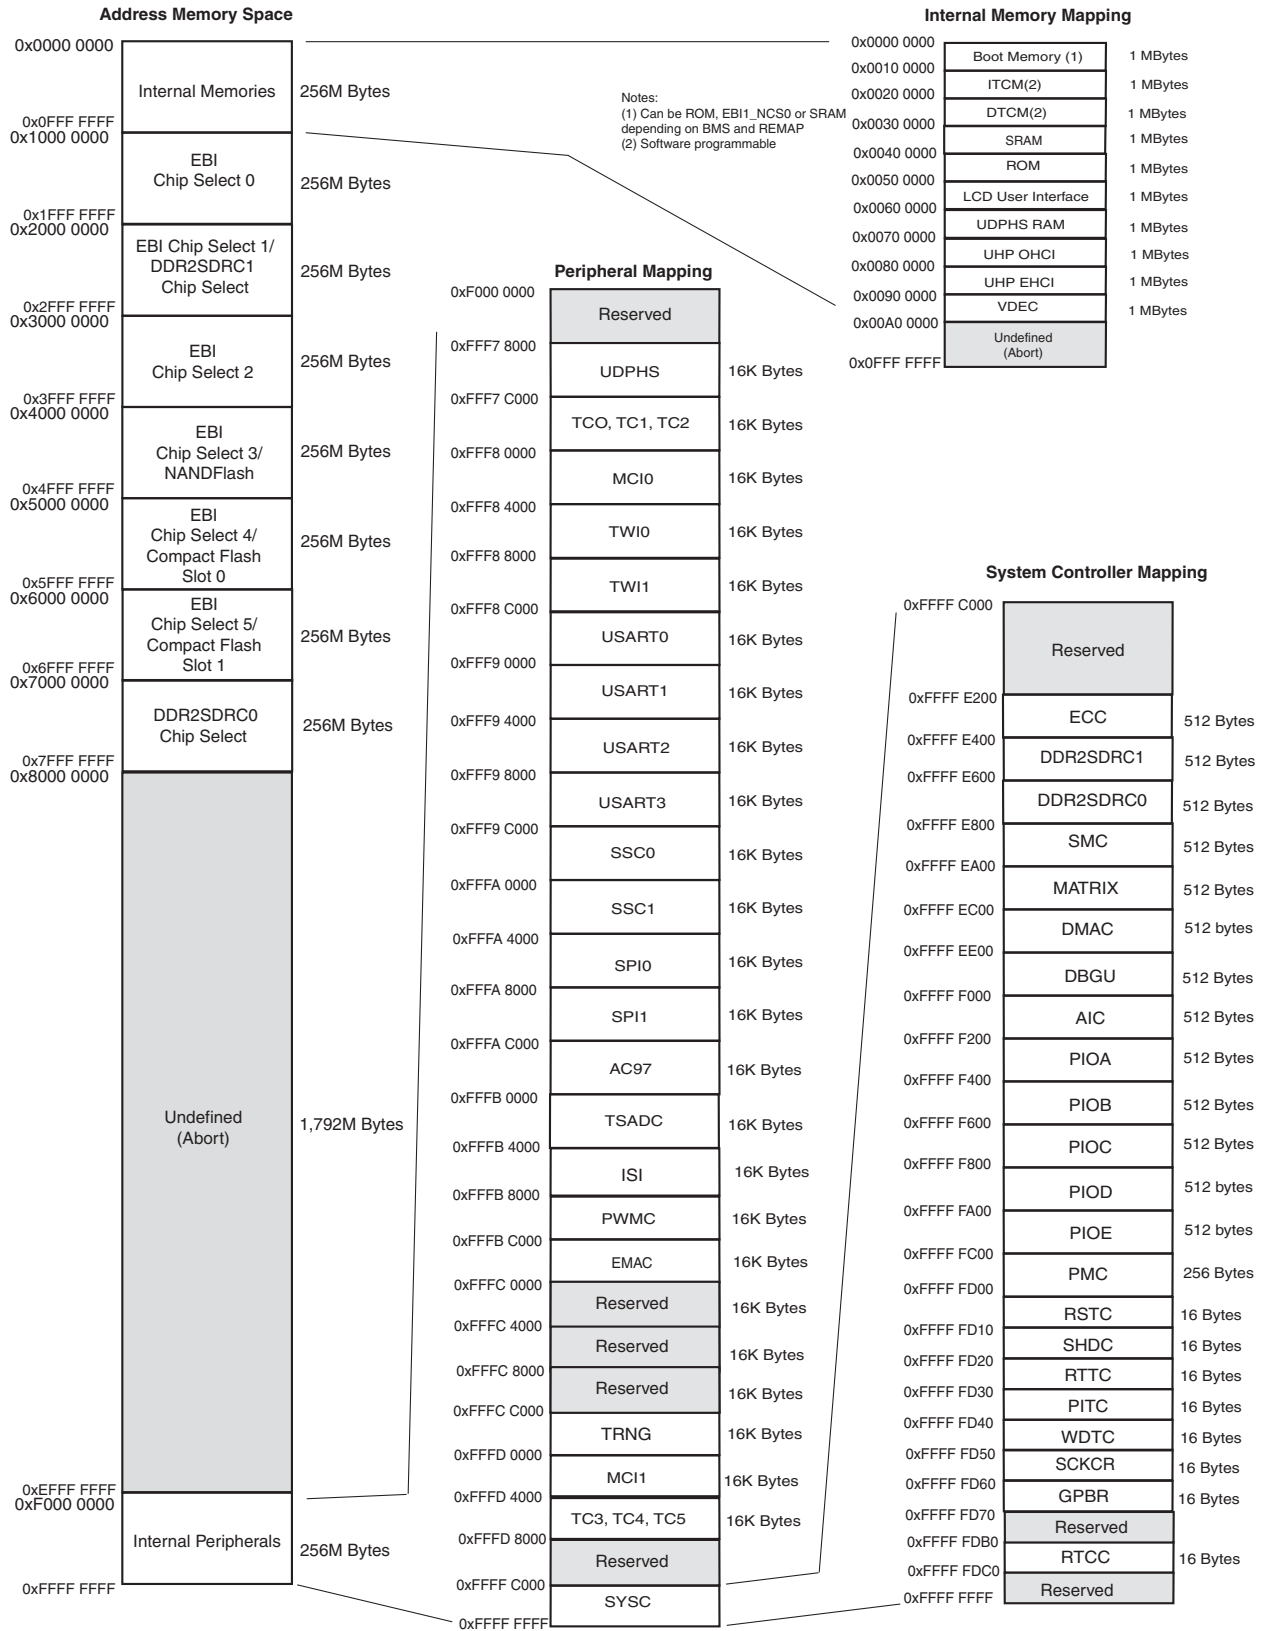 Address Memory Space
0x0000 0000
Internal Memories
256M Bytes
0x0FFF FFFF
0x1000 0000
EBI
Chip Select 0
256M Bytes
0x1FFF FFFF
0x2000 0000
EBI Chip Select 1/
DDR2SDRC1
Chip Select
256M Bytes
0x2FFF FFFF
0x3000 0000
EBI
Chip Select 2
256M Bytes
0x3FFF FFFF
0x4000 0000
EBI
Chip Select 3/
NANDFlash
256M Bytes
0x4FFF FFFF
0x5000 0000
EBI
Chip Select 4/
Compact Flash
Slot 0
256M Bytes
0x5FFF FFFF
0x6000 0000
EBI
Chip Select 5/
Compact Flash
Slot 1
256M Bytes
0x6FFF FFFF
0x7000 0000
DDR2SDRC0
Chip Select
256M Bytes
0x7FFF FFFF
0x8000 0000
Undefined
(Abort)
1,792M Bytes
0xEFFF FFFF
0xF000 0000
Internal Peripherals
256M Bytes
0xFFFF FFFF
Notes:
(1) Can be ROM, EBI1_NCS0 or SRAM
depending on BMS and REMAP
(2) Software programmable
Peripheral Mapping
0xF000 0000
Reserved
0xFFF7 8000
UDPHS
16K Bytes
0xFFF7 C000
TCO, TC1, TC2
16K Bytes
0xFFF8 0000
MCI0
16K Bytes
0xFFF8 4000
TWI0
16K Bytes
0xFFF8 8000
TWI1
16K Bytes
0xFFF8 C000
USART0
16K Bytes
0xFFF9 0000
USART1
16K Bytes
0xFFF9 4000
USART2
16K Bytes
0xFFF9 8000
USART3
16K Bytes
0xFFF9 C000
SSC0
16K Bytes
0xFFFA 0000
SSC1
16K Bytes
0xFFFA 4000
SPI0
16K Bytes
0xFFFA 8000
SPI1
16K Bytes
0xFFFA C000
AC97
16K Bytes
0xFFFB 0000
TSADC
16K Bytes
0xFFFB 4000
ISI
16K Bytes
0xFFFB 8000
PWMC
16K Bytes
0xFFFB C000
EMAC
16K Bytes
0xFFFC 0000
Reserved
16K Bytes
0xFFFC 4000
Reserved
16K Bytes
0xFFFC 8000
Reserved
16K Bytes
0xFFFC C000
TRNG
16K Bytes
0xFFFD 0000
MCI1
16K Bytes
0xFFFD 4000
TC3, TC4, TC5
16K Bytes
0xFFFD 8000
Reserved
0xFFFF C000
SYSC
0xFFFF FFFF
Internal Memory Mapping
0x0000 0000
Boot Memory (1)
1 MBytes
0x0010 0000
ITCM(2)
1 MBytes
0x0020 0000
DTCM(2)
1 MBytes
0x0030 0000
SRAM
1 MBytes
0x0040 0000
ROM
1 MBytes
0x0050 0000
LCD User Interface
1 MBytes
0x0060 0000
UDPHS RAM
1 MBytes
0x0070 0000
UHP OHCI
1 MBytes
0x0080 0000
UHP EHCI
1 MBytes
0x0090 0000
VDEC
1 MBytes
0x00A0 0000
Undefined
(Abort)
0x0FFF FFFF
System Controller Mapping
0xFFFF C000
Reserved
0xFFFF E200
ECC
512 Bytes
0xFFFF E400
DDR2SDRC1
512 Bytes
0xFFFF E600
DDR2SDRC0
512 Bytes
0xFFFF E800
SMC
512 Bytes
0xFFFF EA00
MATRIX
512 Bytes
0xFFFF EC00
DMAC
512 bytes
0xFFFF EE00
DBGU
512 Bytes
0xFFFF F000
AIC
512 Bytes
0xFFFF F200
PIOA
512 Bytes
0xFFFF F400
PIOB
512 Bytes
0xFFFF F600
PIOC
512 Bytes
0xFFFF F800
PIOD
512 bytes
0xFFFF FA00
PIOE
512 bytes
0xFFFF FC00
PMC
256 Bytes
0xFFFF FD00
RSTC
16 Bytes
0xFFFF FD10
SHDC
16 Bytes
0xFFFF FD20
RTTC
16 Bytes
0xFFFF FD30
PITC
16 Bytes
0xFFFF FD40
WDTC
16 Bytes
0xFFFF FD50
SCKCR
16 Bytes
0xFFFF FD60
GPBR
16 Bytes
0xFFFF FD70
Reserved
0xFFFF FDB0
RTCC
16 Bytes
0xFFFF FDC0
Reserved
0xFFFF FFFF